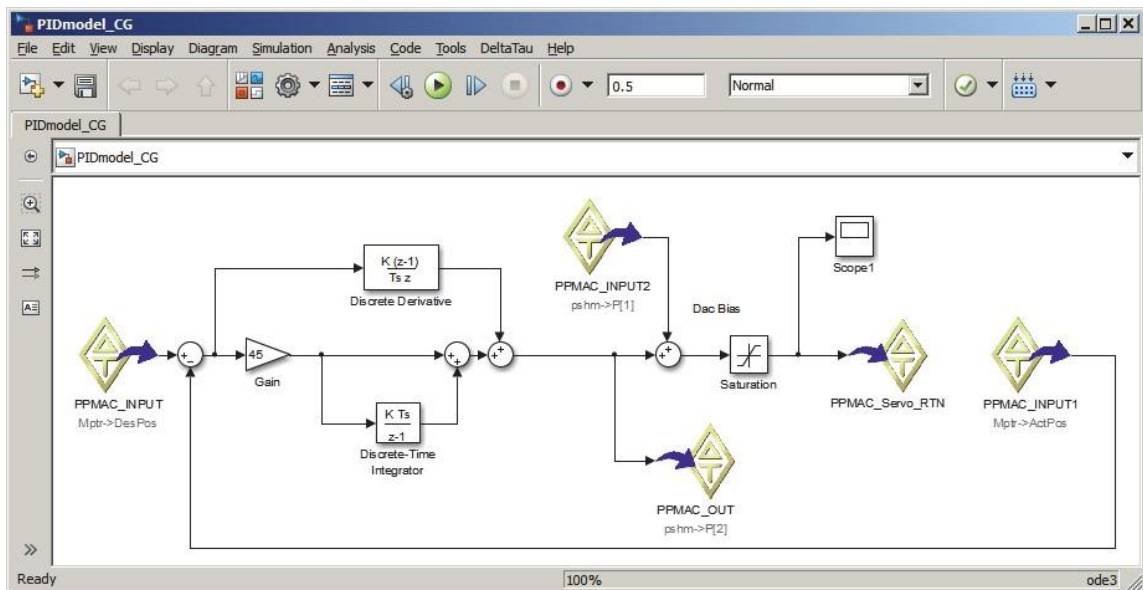 PIDmodel_CG
File Edit View Display Diagram Simulation Analysis Code Tools DeltaTau Help
0.5 Normal
PIDmodel_CG
PIDmodel_CG
K (z-1)
Ts z
Discrete Derivative
PPMAC_INPUT2
pshm->P[1]
Dac Bias
Scope1
PPMAC_INPUT
Mptr->DesPos
45
Gain
K Ts
z-1
Discrete-Time
Integrator
Saturation
PPMAC_Servo_RTN
PPMAC_INPUT1
Mptr->ActPos
PPMAC_OUT
pshm->P[2]
Ready 100% ode3